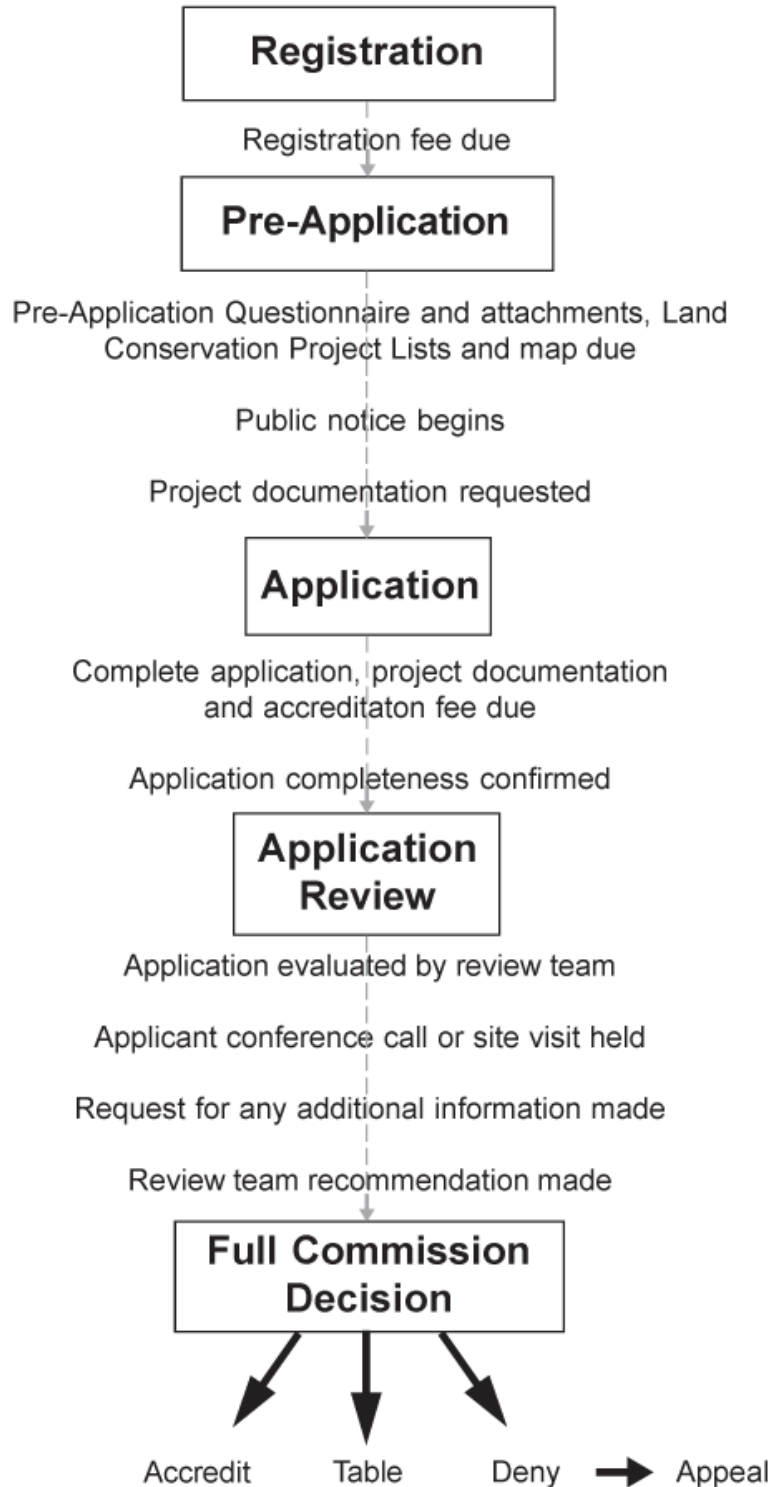 Registration
Registration fee due
Pre-Application
Pre-Application Questionnaire and attachments, Land
Conservation Project Lists and map due
Public notice begins
Project documentation requested
Application
Complete application, project documentation
and accreditaton fee due
Application completeness confirmed
Application
Review
Application evaluated by review team
Applicant conference call or site visit held
Request for any additional information made
Review team recommendation made
Full Commission
Decision
Accredit Table Deny Appeal